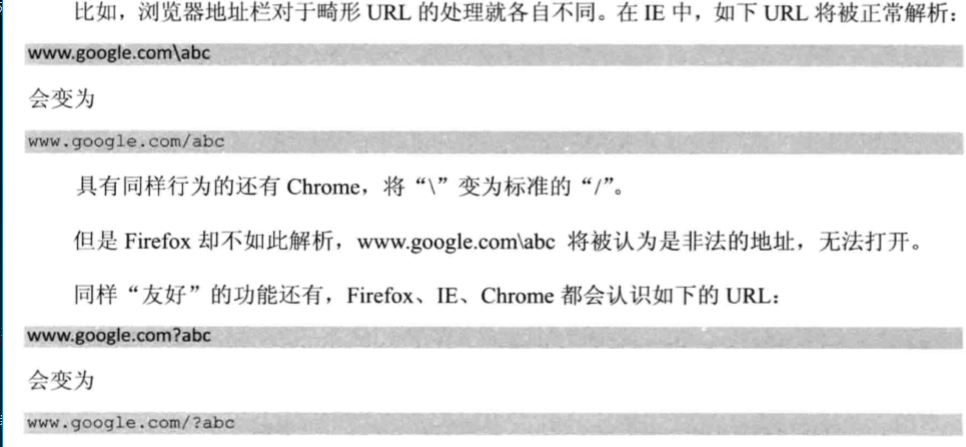 比如，浏览器地址栏对于畸形 URL 的处理就各自不同。在 IE 中，如下 URL 将被正常解析：
www.google.com\abc
会变为
www.google.com/abc
具有同样行为的还有 Chrome，将“\”变为标准的“/”。
但是 Firefox 却不如此解析，www.google.com\abc 将被认为是非法的地址，无法打开。
同样“友好”的功能还有，Firefox、IE、Chrome 都会认识如下的 URL：
www.google.com?abc
会变为
www.google.com/?abc